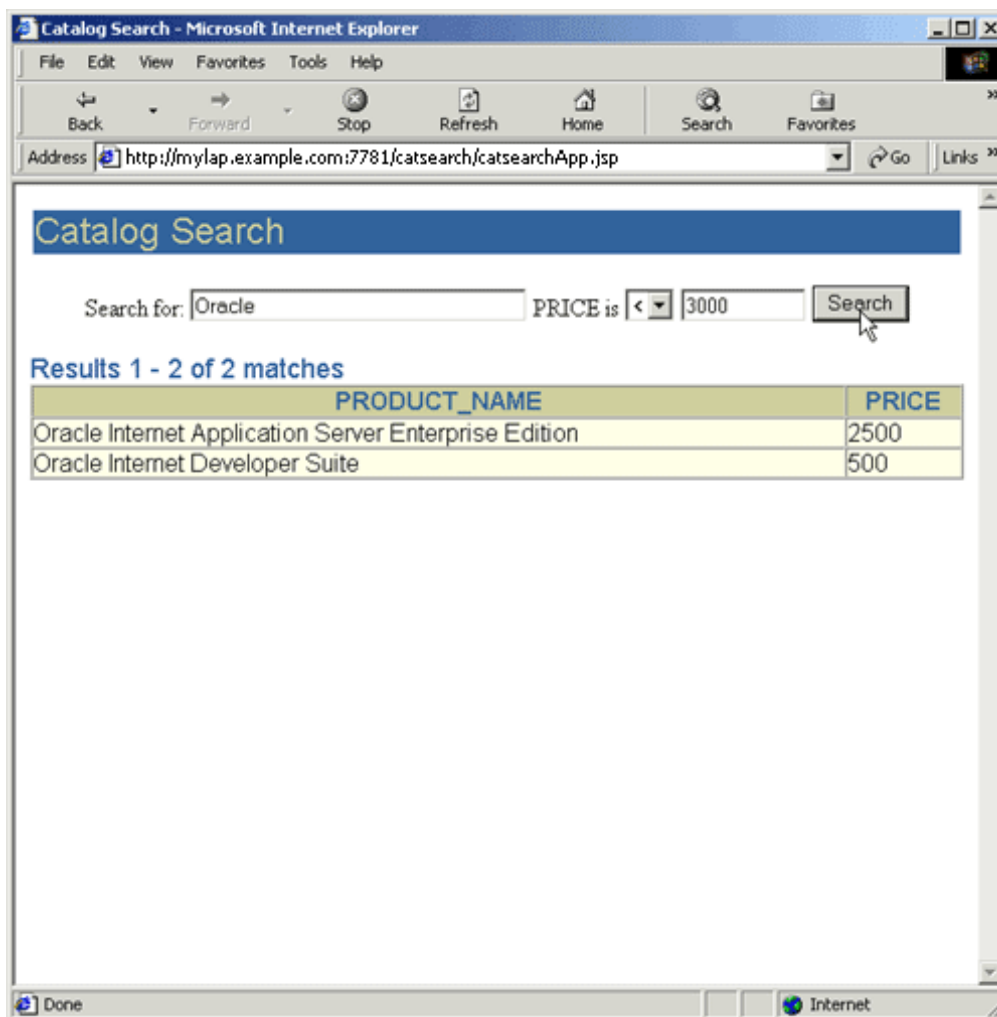 Catalog Search - Microsoft Internet Explorer
File Edit View Favorites Tools Help
Back Forward Stop Refresh Home Search Favorites »
Address http://mylap.example.com:7781/catsearch/catsearchApp.jsp Go Links »
Catalog Search
Search for: Oracle PRICE is < 3000 Search
Results 1 - 2 of 2 matches
PRODUCT_NAME PRICE
Oracle Internet Application Server Enterprise Edition 2500
Oracle Internet Developer Suite 500
Done Internet